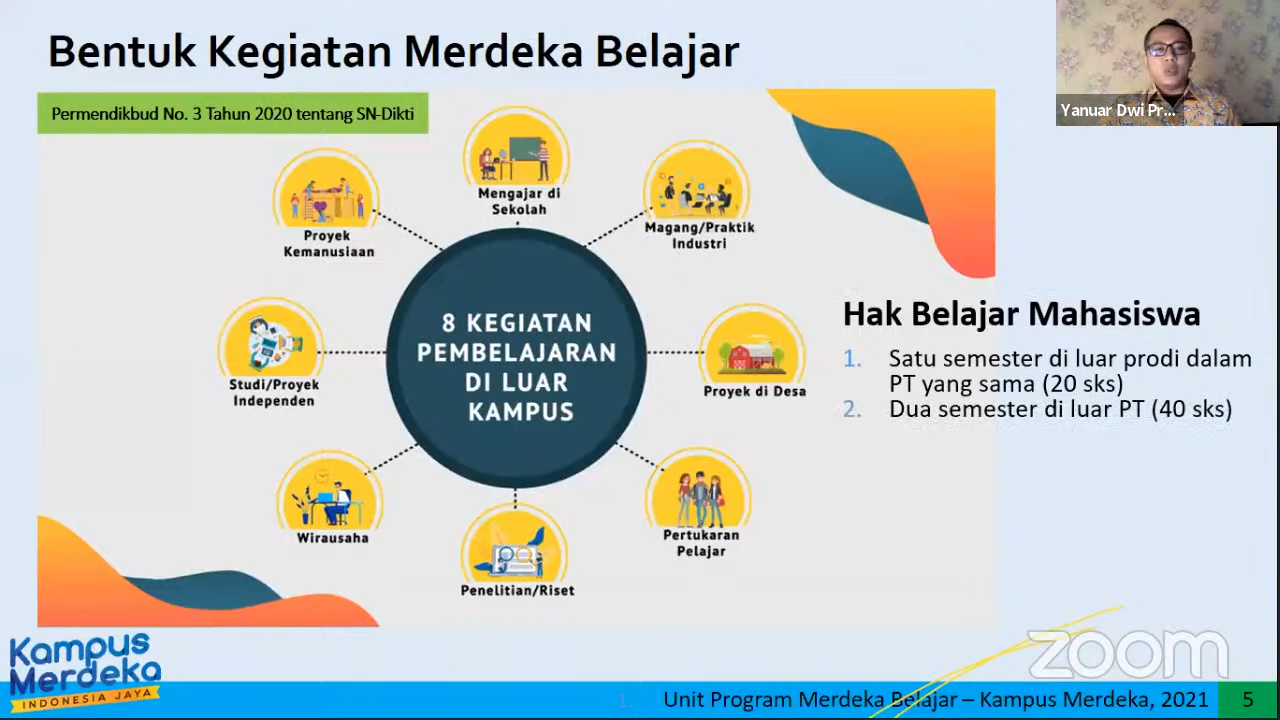 Bentuk Kegiatan Merdeka Belajar
Yanuar Dwi Pr...
Permendikbud No. 3 Tahun 2020 tentang SN-Dikti
Mengajar di
Sekolah
Magang/Praktik
Industri
Proyek di Desa
Pertukaran
Pelajar
Penelitian/Riset
Wirausaha
Studi/Proyek
Independen
Proyek
Kemanusiaan
8 KEGIATAN
PEMBELAJARAN
DI LUAR
KAMPUS
Hak Belajar Mahasiswa
1. Satu semester di luar prodi dalam
PT yang sama (20 sks)
2. Dua semester di luar PT (40 sks)
Kampus
Merdeka
INDONESIA JAYA
zoom
1. Unit Program Merdeka Belajar – Kampus Merdeka, 2021
5